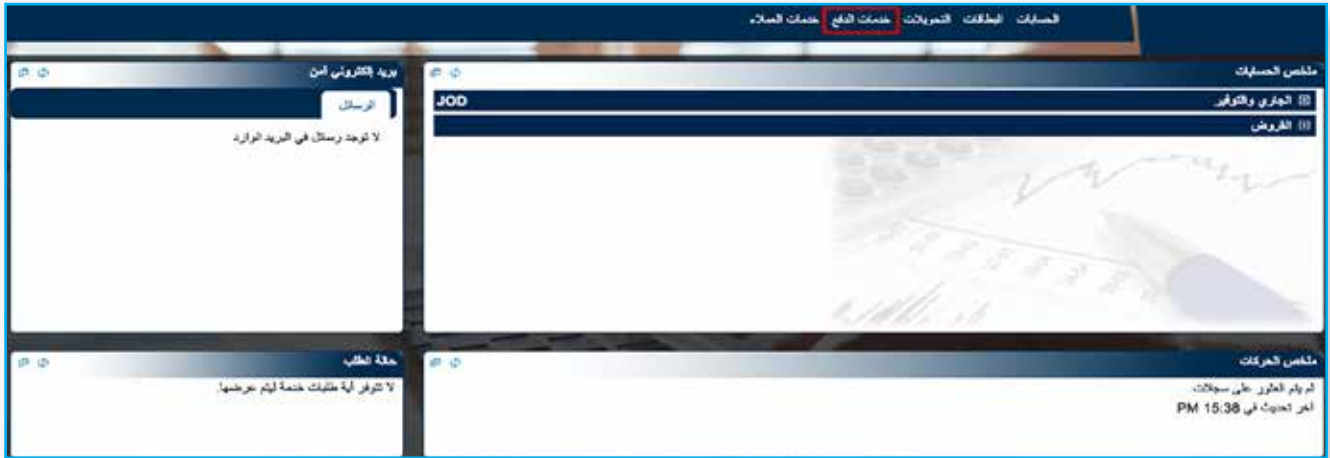 الحسابات البطاقات التحويلات خدمات الدفع خدمات العملاء
ملخص الحسابات
الجاري والتوفير JOD
القروض
بريد إلكتروني آمن
الرسائل
لا توجد رسائل في البريد الوارد
ملخص الحركات
لم يتم العثور على سجلات
آخر تحديث في 15:38 PM
حالة الطلب
لا تتوفر أية طلبات خدمة ليتم عرضها.